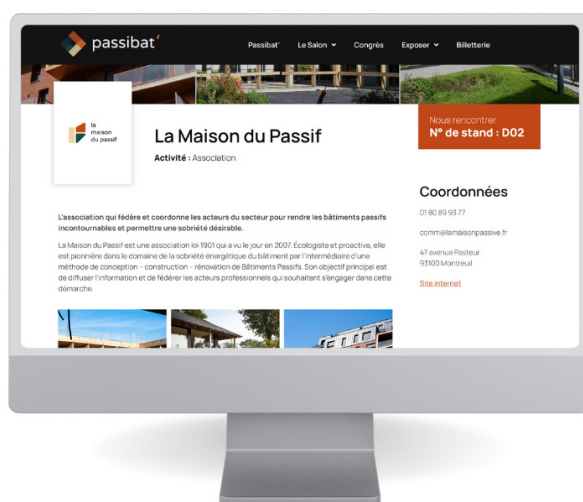 passibat'
Passibat' Le Salon Congrès Exposer Billetterie
la
maison
du passif
La Maison du Passif
Activité : Association
Nous rencontrer
N° de stand : D02
L'association qui fédère et coordonne les acteurs du secteur pour rendre les bâtiments passifs
incontournables et permettre une sobriété désirable.
La Maison du Passif est une association loi 1901 qui a vu le jour en 2007. Écologiste et proactive, elle
est pionnière dans le domaine de la sobriété énergétique du bâtiment par l'intermédiaire d'une
méthode de conception – construction – rénovation de Bâtiments Passifs. Son objectif principal est
de diffuser l'information et de fédérer les acteurs professionnels qui souhaitent s'engager dans cette
démarche.
Coordonnées
01 80 89 93 77
comm@lamaisonpassive.fr
47 avenue Pasteur
93100 Montreuil
Site internet